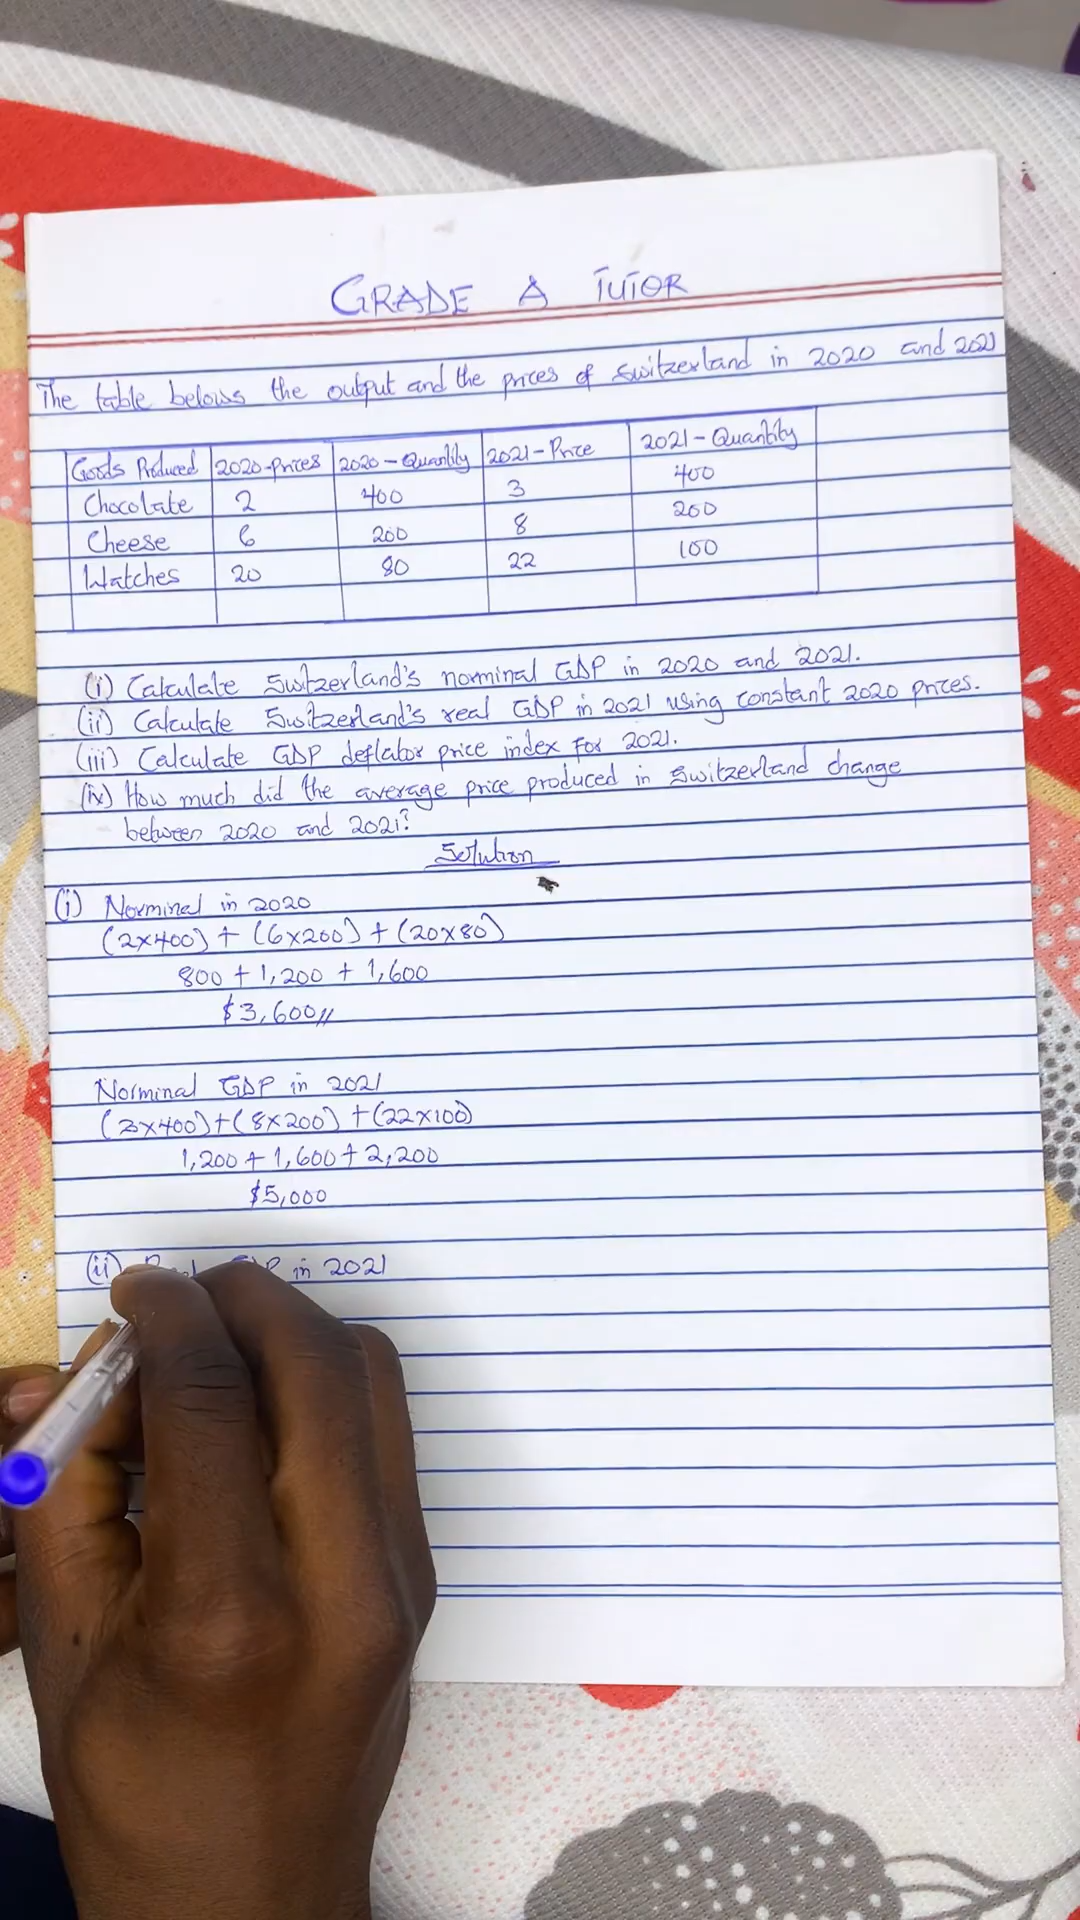 GRADE A TUTOR
The table belows the output and the prices of Switzerland in 2020 and 2021
Goods Produced 2020-prices 2020-Quantity 2021-Price 2021-Quantity
Chocolate 2 400 3 400
Cheese 6 200 8 200
Watches 20 80 22 100
(i) Calculate Switzerland's norminal GDP in 2020 and 2021.
(ii) Calculate Switzerland's real GDP in 2021 using constant 2020 prices.
(iii) Calculate GDP deflator price index for 2021.
(iv) How much did the average price produced in Switzerland change
between 2020 and 2021?
Solution
(i) Norminal in 2020
(2x400) + (6x200) + (20x80)
800 + 1,200 + 1,600
$3,600//
Norminal GDP in 2021
(3x400)+(8x200)+(22x100)
1,200+1,600+2,200
$5,000
(ii) in 2021